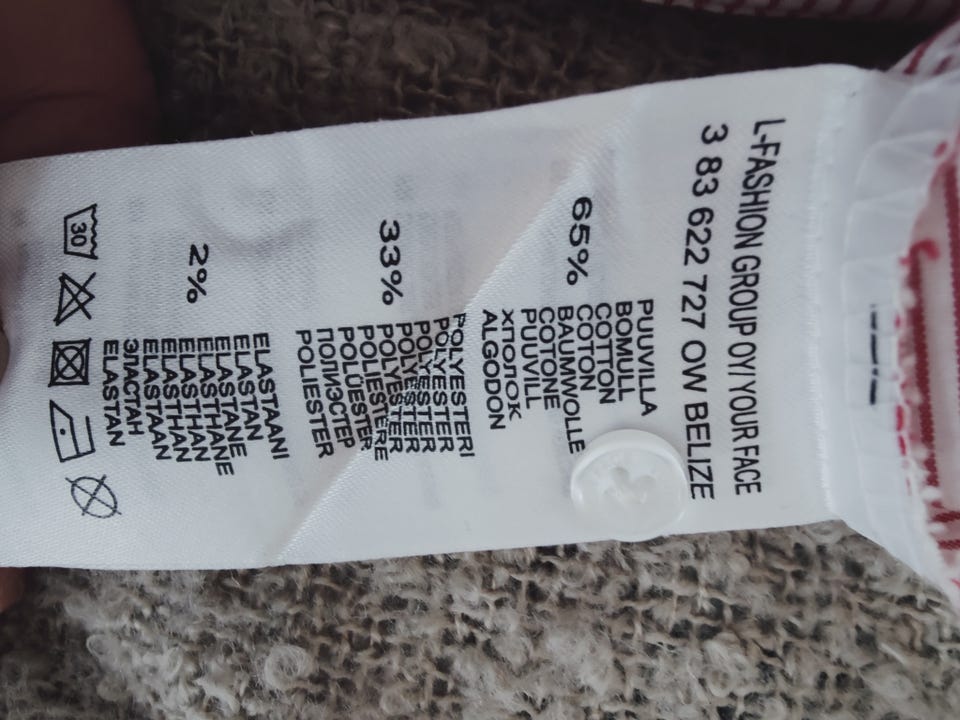 L-FASHION GROUP OY/ YOUR FACE
3 83 622 727 OW BELIZE
65%
PUUVILLA
BOMULL
COTTON
COTTON
BAUMWOLLE
COTONE
PUUVILL
ХЛОПОК
ALGODON
33%
POLYESTERI
POLYESTER
POLYESTER
POLYESTER
POLIESTERE
POLÜESTER
ПОЛИЭСТЕР
POLIESTER
2%
ELASTAANI
ELASTAN
ELASTANE
ELASTHANE
ELASTHAN
ELASTHAN
ELASTAAN
ЭЛАСТАН
ELASTAN
30